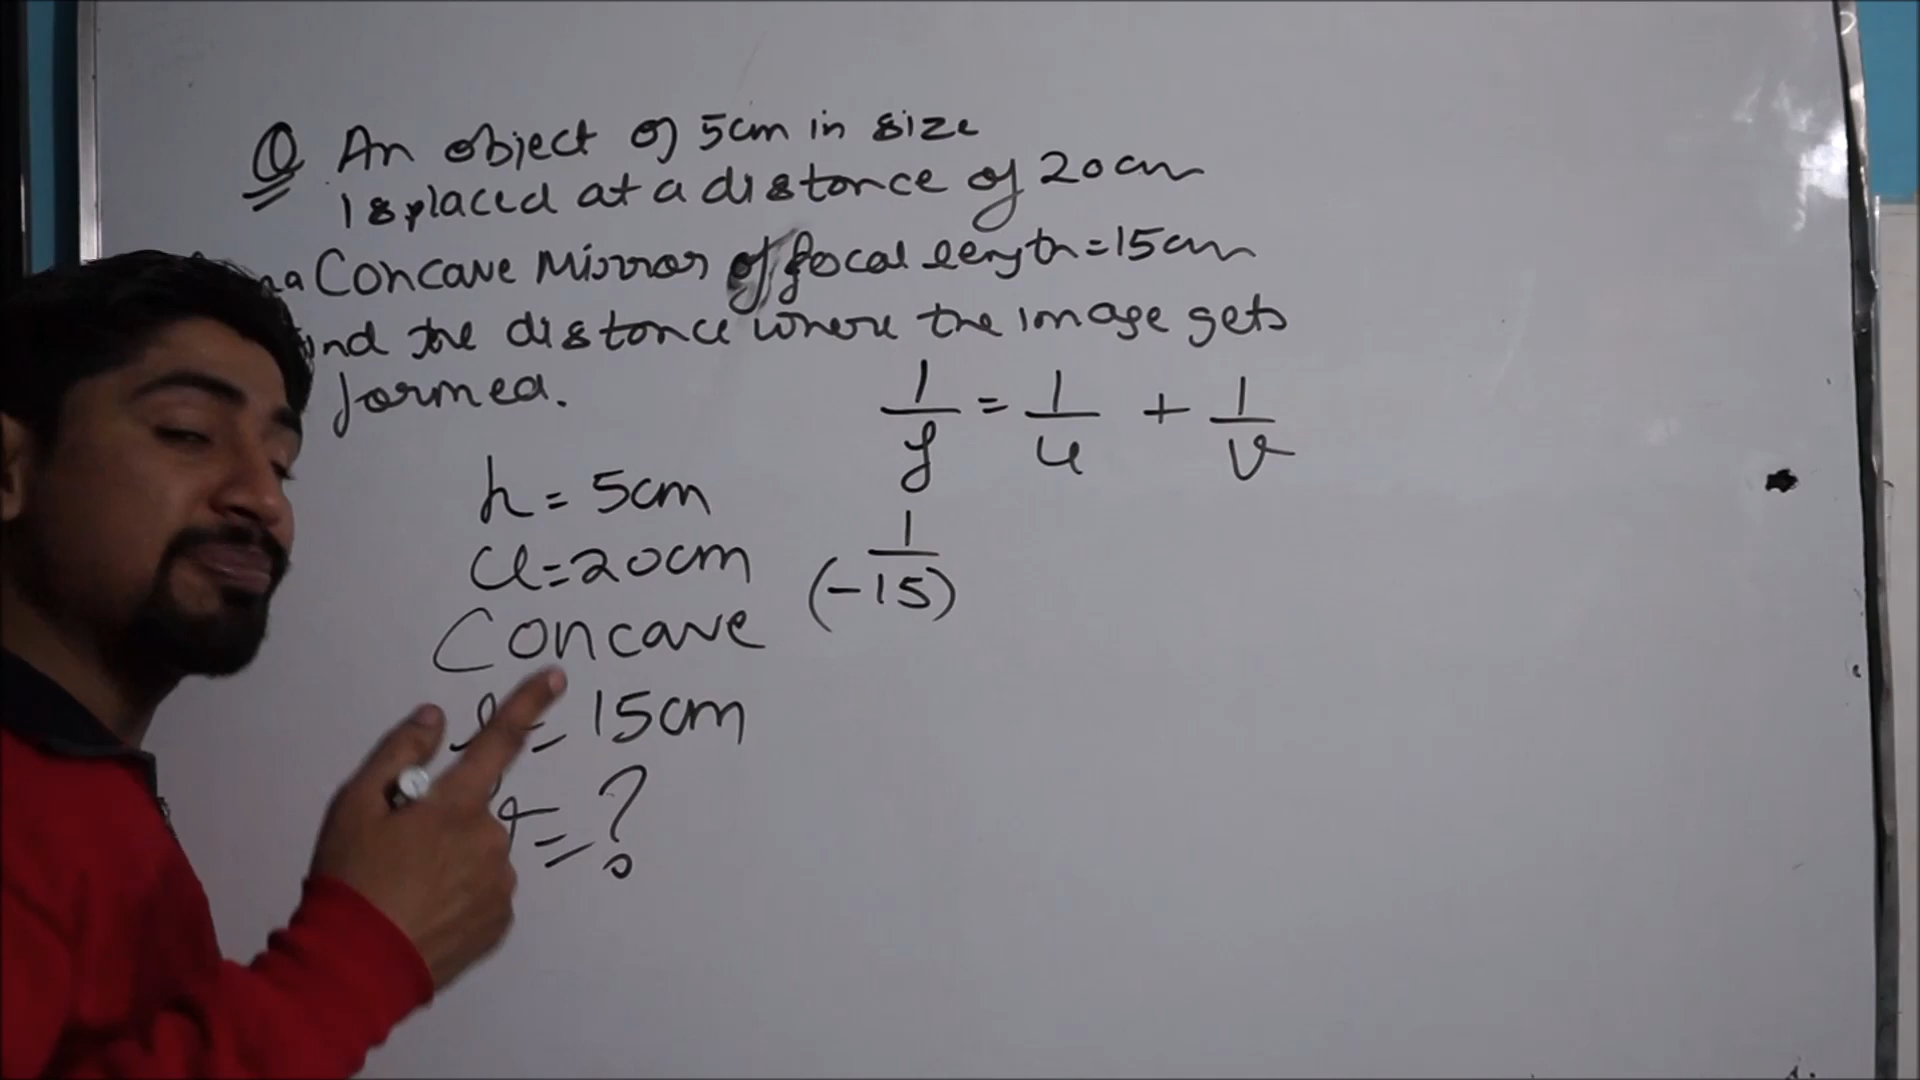 Q An object of 5cm in size
is placed at a distance of 20cm
a Concave Mirror of focal length=15cm
the distance where the image gets
formed.
1/f = 1/u + 1/v
h = 5cm
u=20cm
1/(-15)
Concave
= 15cm
= ?